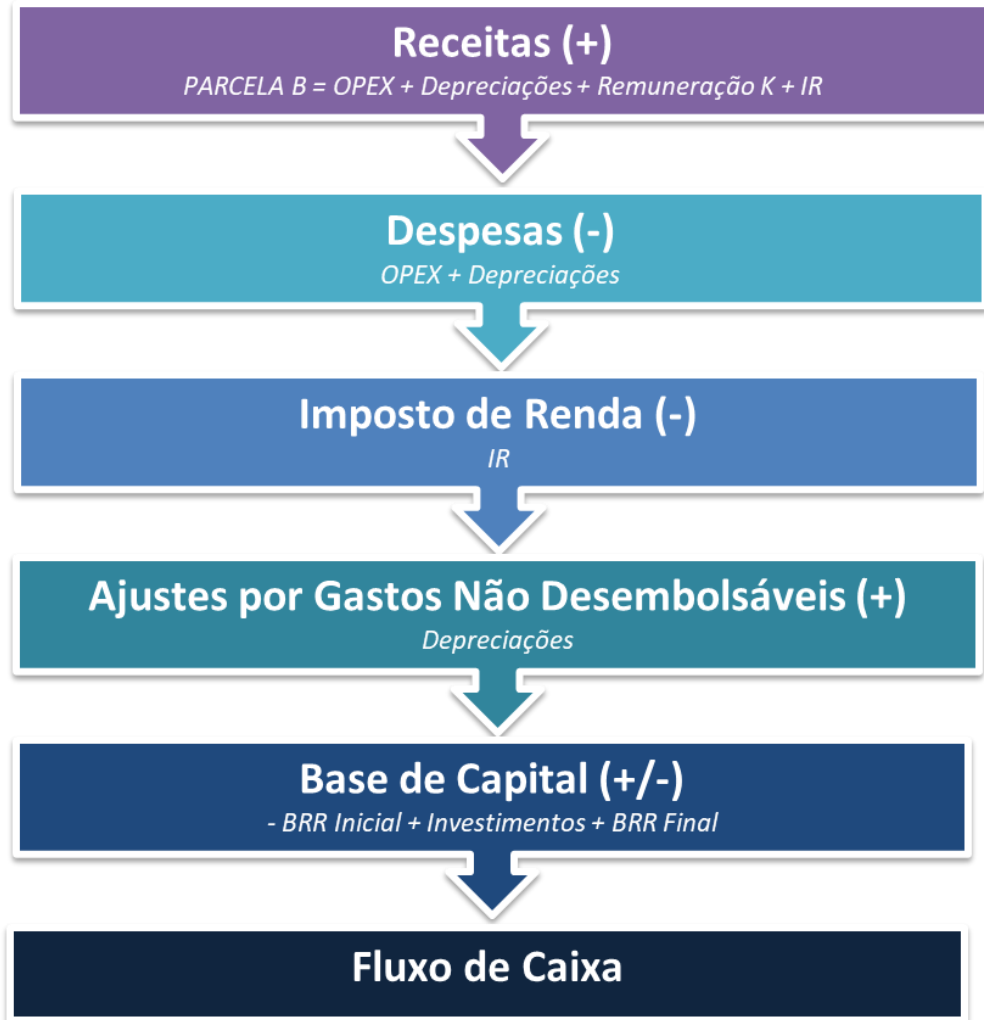 Receitas (+)
PARCELA B = OPEX + Depreciações + Remuneração K + IR
Despesas (-)
OPEX + Depreciações
Imposto de Renda (-)
IR
Ajustes por Gastos Não Desembolsáveis (+)
Depreciações
Base de Capital (+/-)
- BRR Inicial + Investimentos + BRR Final
Fluxo de Caixa